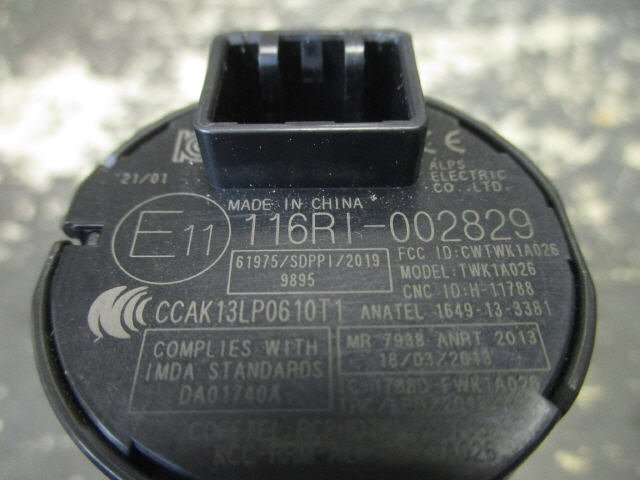 21/01
ALPS
ELECTRIC
CO.,LTD.
MADE IN CHINA
E11
116RI-002829
61975/SDPPI/2019
9895
FCC ID:CWTWK1A026
MODEL:TWK1A026
CNC ID:H-11788
CCAK13LP0610T1
ANATEL 1649-13-3381
COMPLIES WITH
IMDA STANDARDS
DA01740A
MR 7938 ANRT 2013
18/03/2013